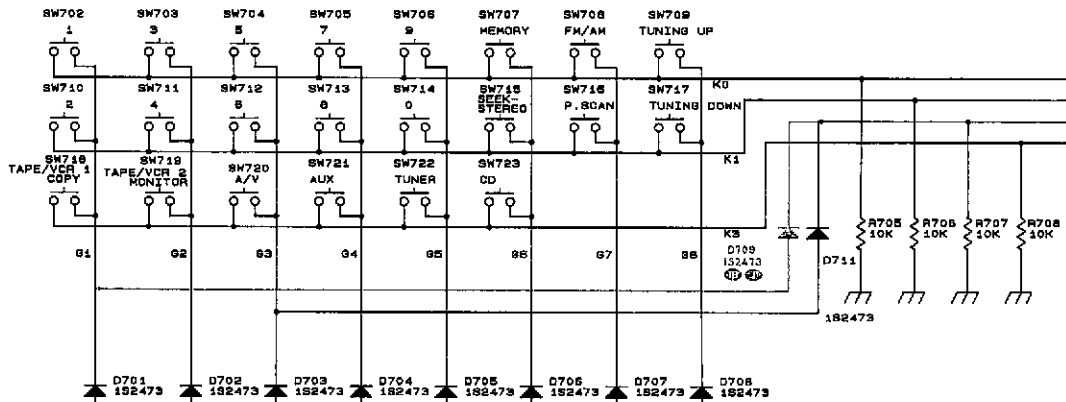 SW702 SW703 SW704 SW705 SW706 SW707 SW708 SW709
1 3 5 7 9 MEMORY FM/AM TUNING UP
K0
SW710 SW711 SW712 SW713 SW714 SW715 SW716 SW717
2 4 6 8 0 SEEK- P.SCAN TUNING DOWN
STEREO
K1
SW718 SW719 SW720 SW721 SW722 SW723
TAPE/VCR 1 TAPE/VCR 2 A/V AUX TUNER CD
COPY MONITOR
K3
G1 G2 G3 G4 G5 G6 G7 G8
D709
1S2473
D711
1S2473
R705 R706 R707 R708
10K 10K 10K 10K
D701 D702 D703 D704 D705 D706 D707 D708
1S2473 1S2473 1S2473 1S2473 1S2473 1S2473 1S2473 1S2473